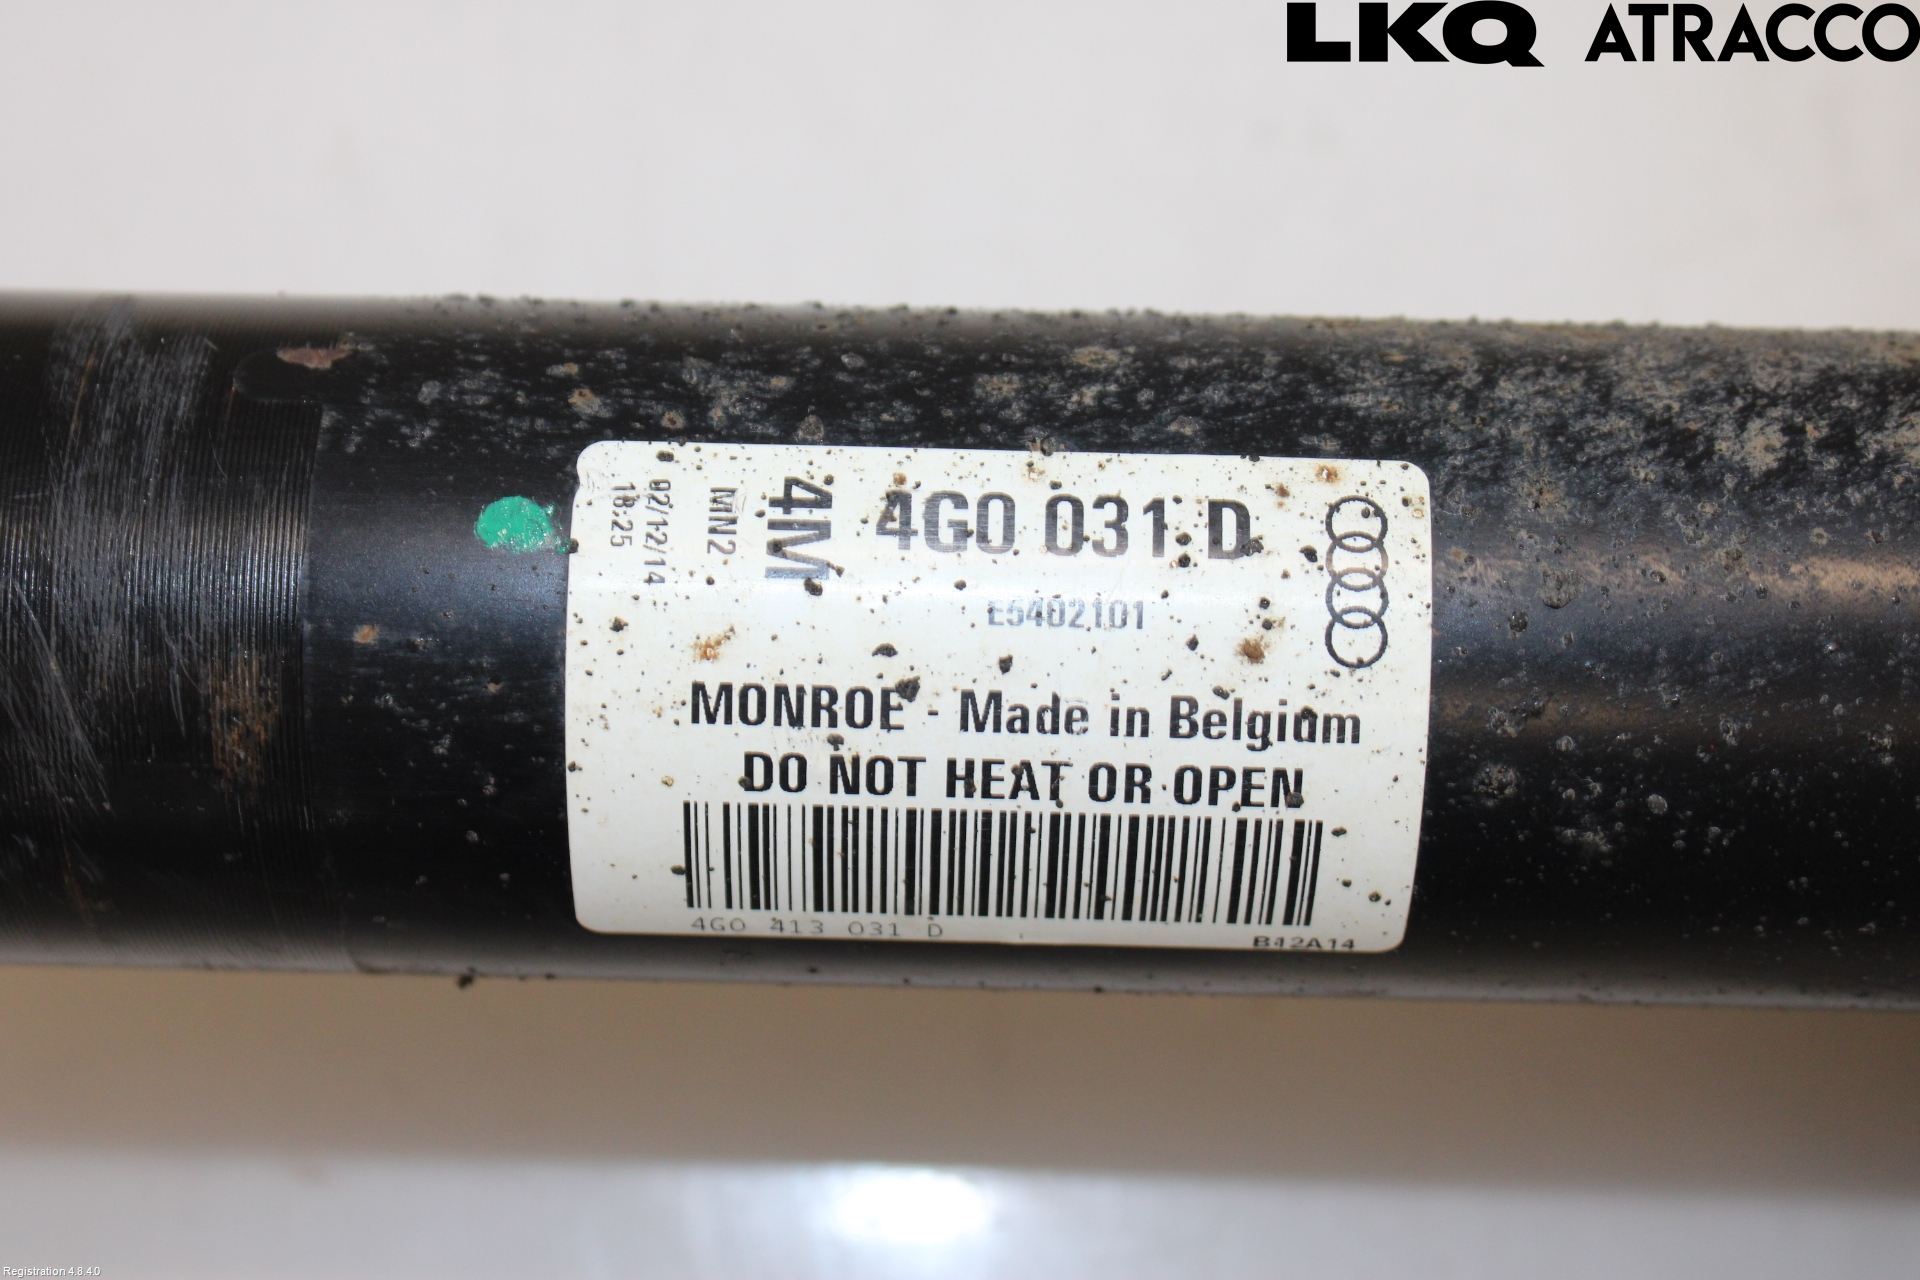 LKQ ATRACCO
4G0 031 D
4M
MIN2
02/12/14
18:25
E5402101
MONROE - Made in Belgium
DO NOT HEAT OR OPEN
4G0 413 031 D
B42A14
Registration 4.8.4.0